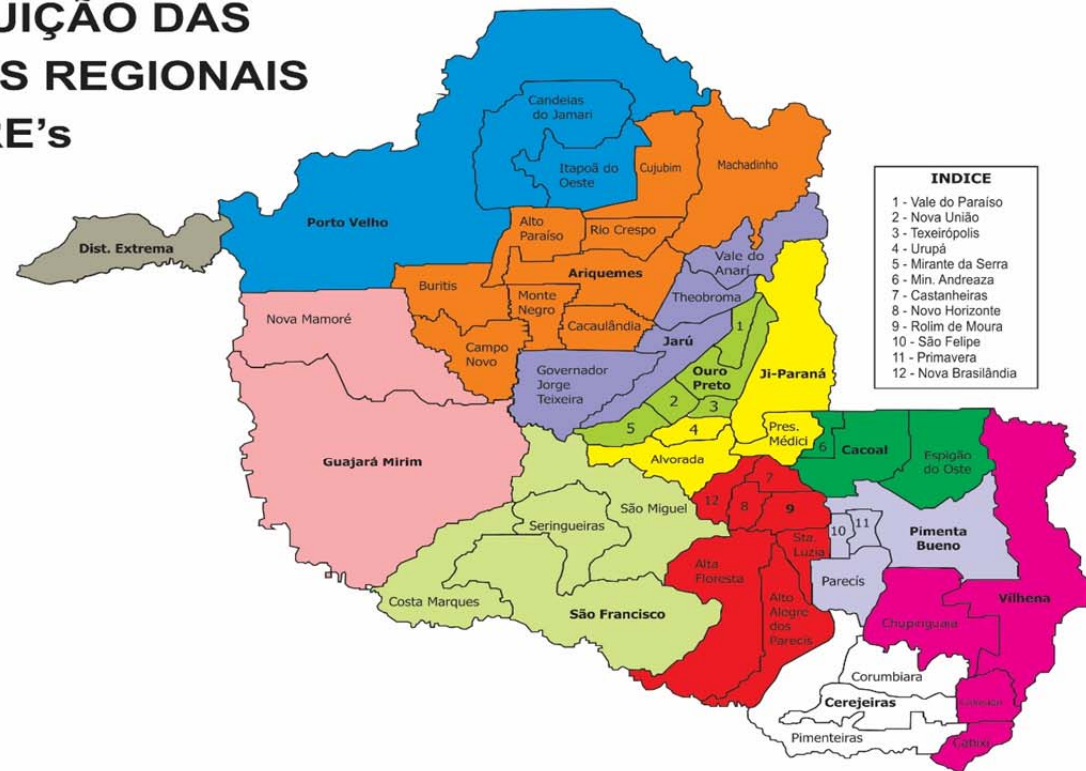 UIÇÃO DAS
S REGIONAIS
RE's
Candeias
do Jamari
Itapoã do
Oeste
Cujubim
Machadinho
Porto Velho
Dist. Extrema
Alto
Paraíso
Rio Crespo
Ariquemes
Buritis
Monte
Negro
Cacaulândia
Campo
Novo
Vale do
Anarí
Theobroma
Jarú
Governador
Jorge
Teixeira
Nova Mamoré
Guajará Mirim
1
Ouro
Preto
2
3
5
4
Ji-Paraná
Pres.
Médici
Alvorada
6
Cacoal
Espigão
do Oeste
São Miguel
Seringueiras
Costa Marques
São Francisco
7
12
8
9
Sta.
Luzia
Alta
Floresta
Alto
Alegre
dos
Parecis
10
11
Pimenta
Bueno
Parecís
Vilhena
Chupinguaia
Corumbiara
Cerejeiras
Pimenteiras
Cabixi
INDICE
1 - Vale do Paraíso
2 - Nova União
3 - Texeirópolis
4 - Urupá
5 - Mirante da Serra
6 - Min. Andreaza
7 - Castanheiras
8 - Novo Horizonte
9 - Rolim de Moura
10 - São Felipe
11 - Primavera
12 - Nova Brasilândia